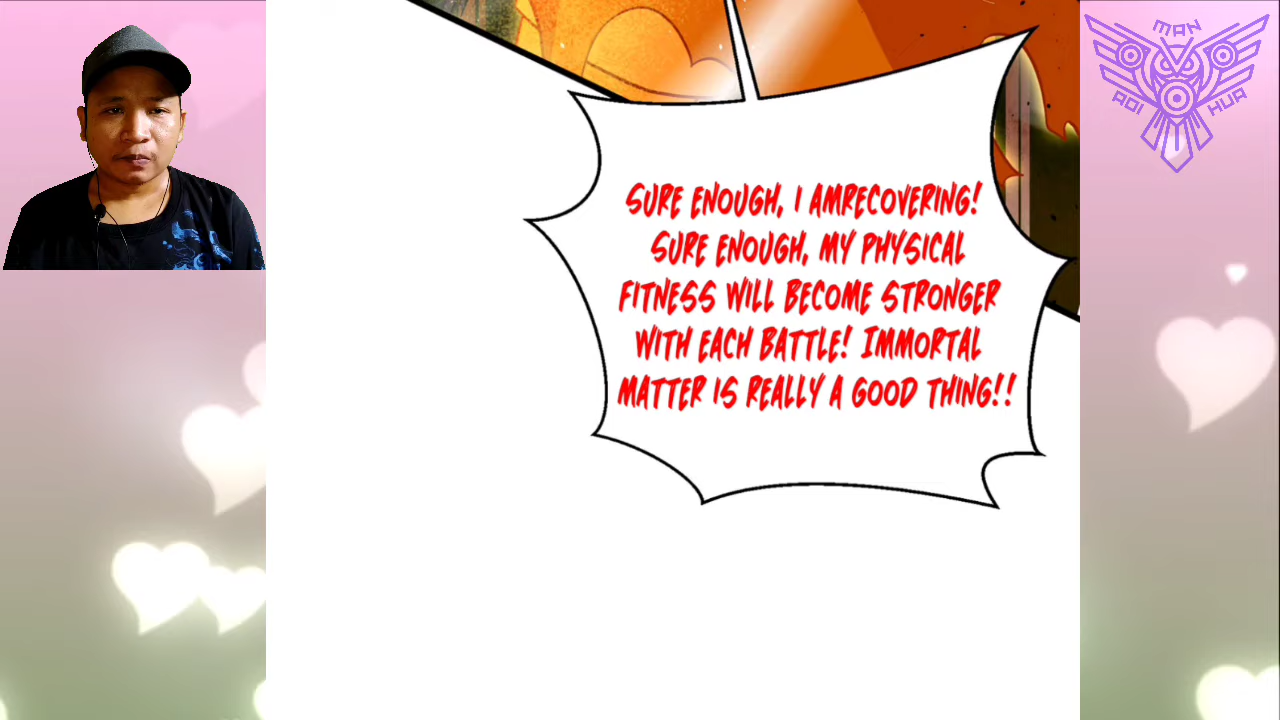 SURE ENOUGH, I AMRECOVERING!
SURE ENOUGH, MY PHYSICAL
FITNESS WILL BECOME STRONGER
WITH EACH BATTLE! IMMORTAL
MATTER IS REALLY A GOOD THING!!
MAN
AOI HUA